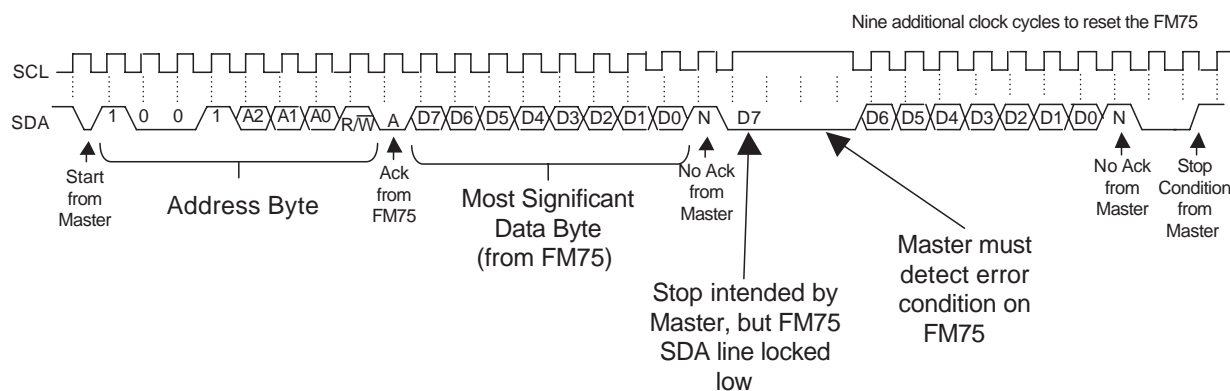 Nine additional clock cycles to reset the FM75
SCL
SDA
1 0 0 1 A2 A1 A0 R/W A D7 D6 D5 D4 D3 D2 D1 D0 N D7 D6 D5 D4 D3 D2 D1 D0 N
Start
from
Master
Address Byte
Ack
from
FM75
Most Significant
Data Byte
(from FM75)
No Ack
from
Master
Stop intended by
Master, but FM75
SDA line locked
low
Master must
detect error
condition on
FM75
No Ack
from
Master
Stop
Condition
from
Master